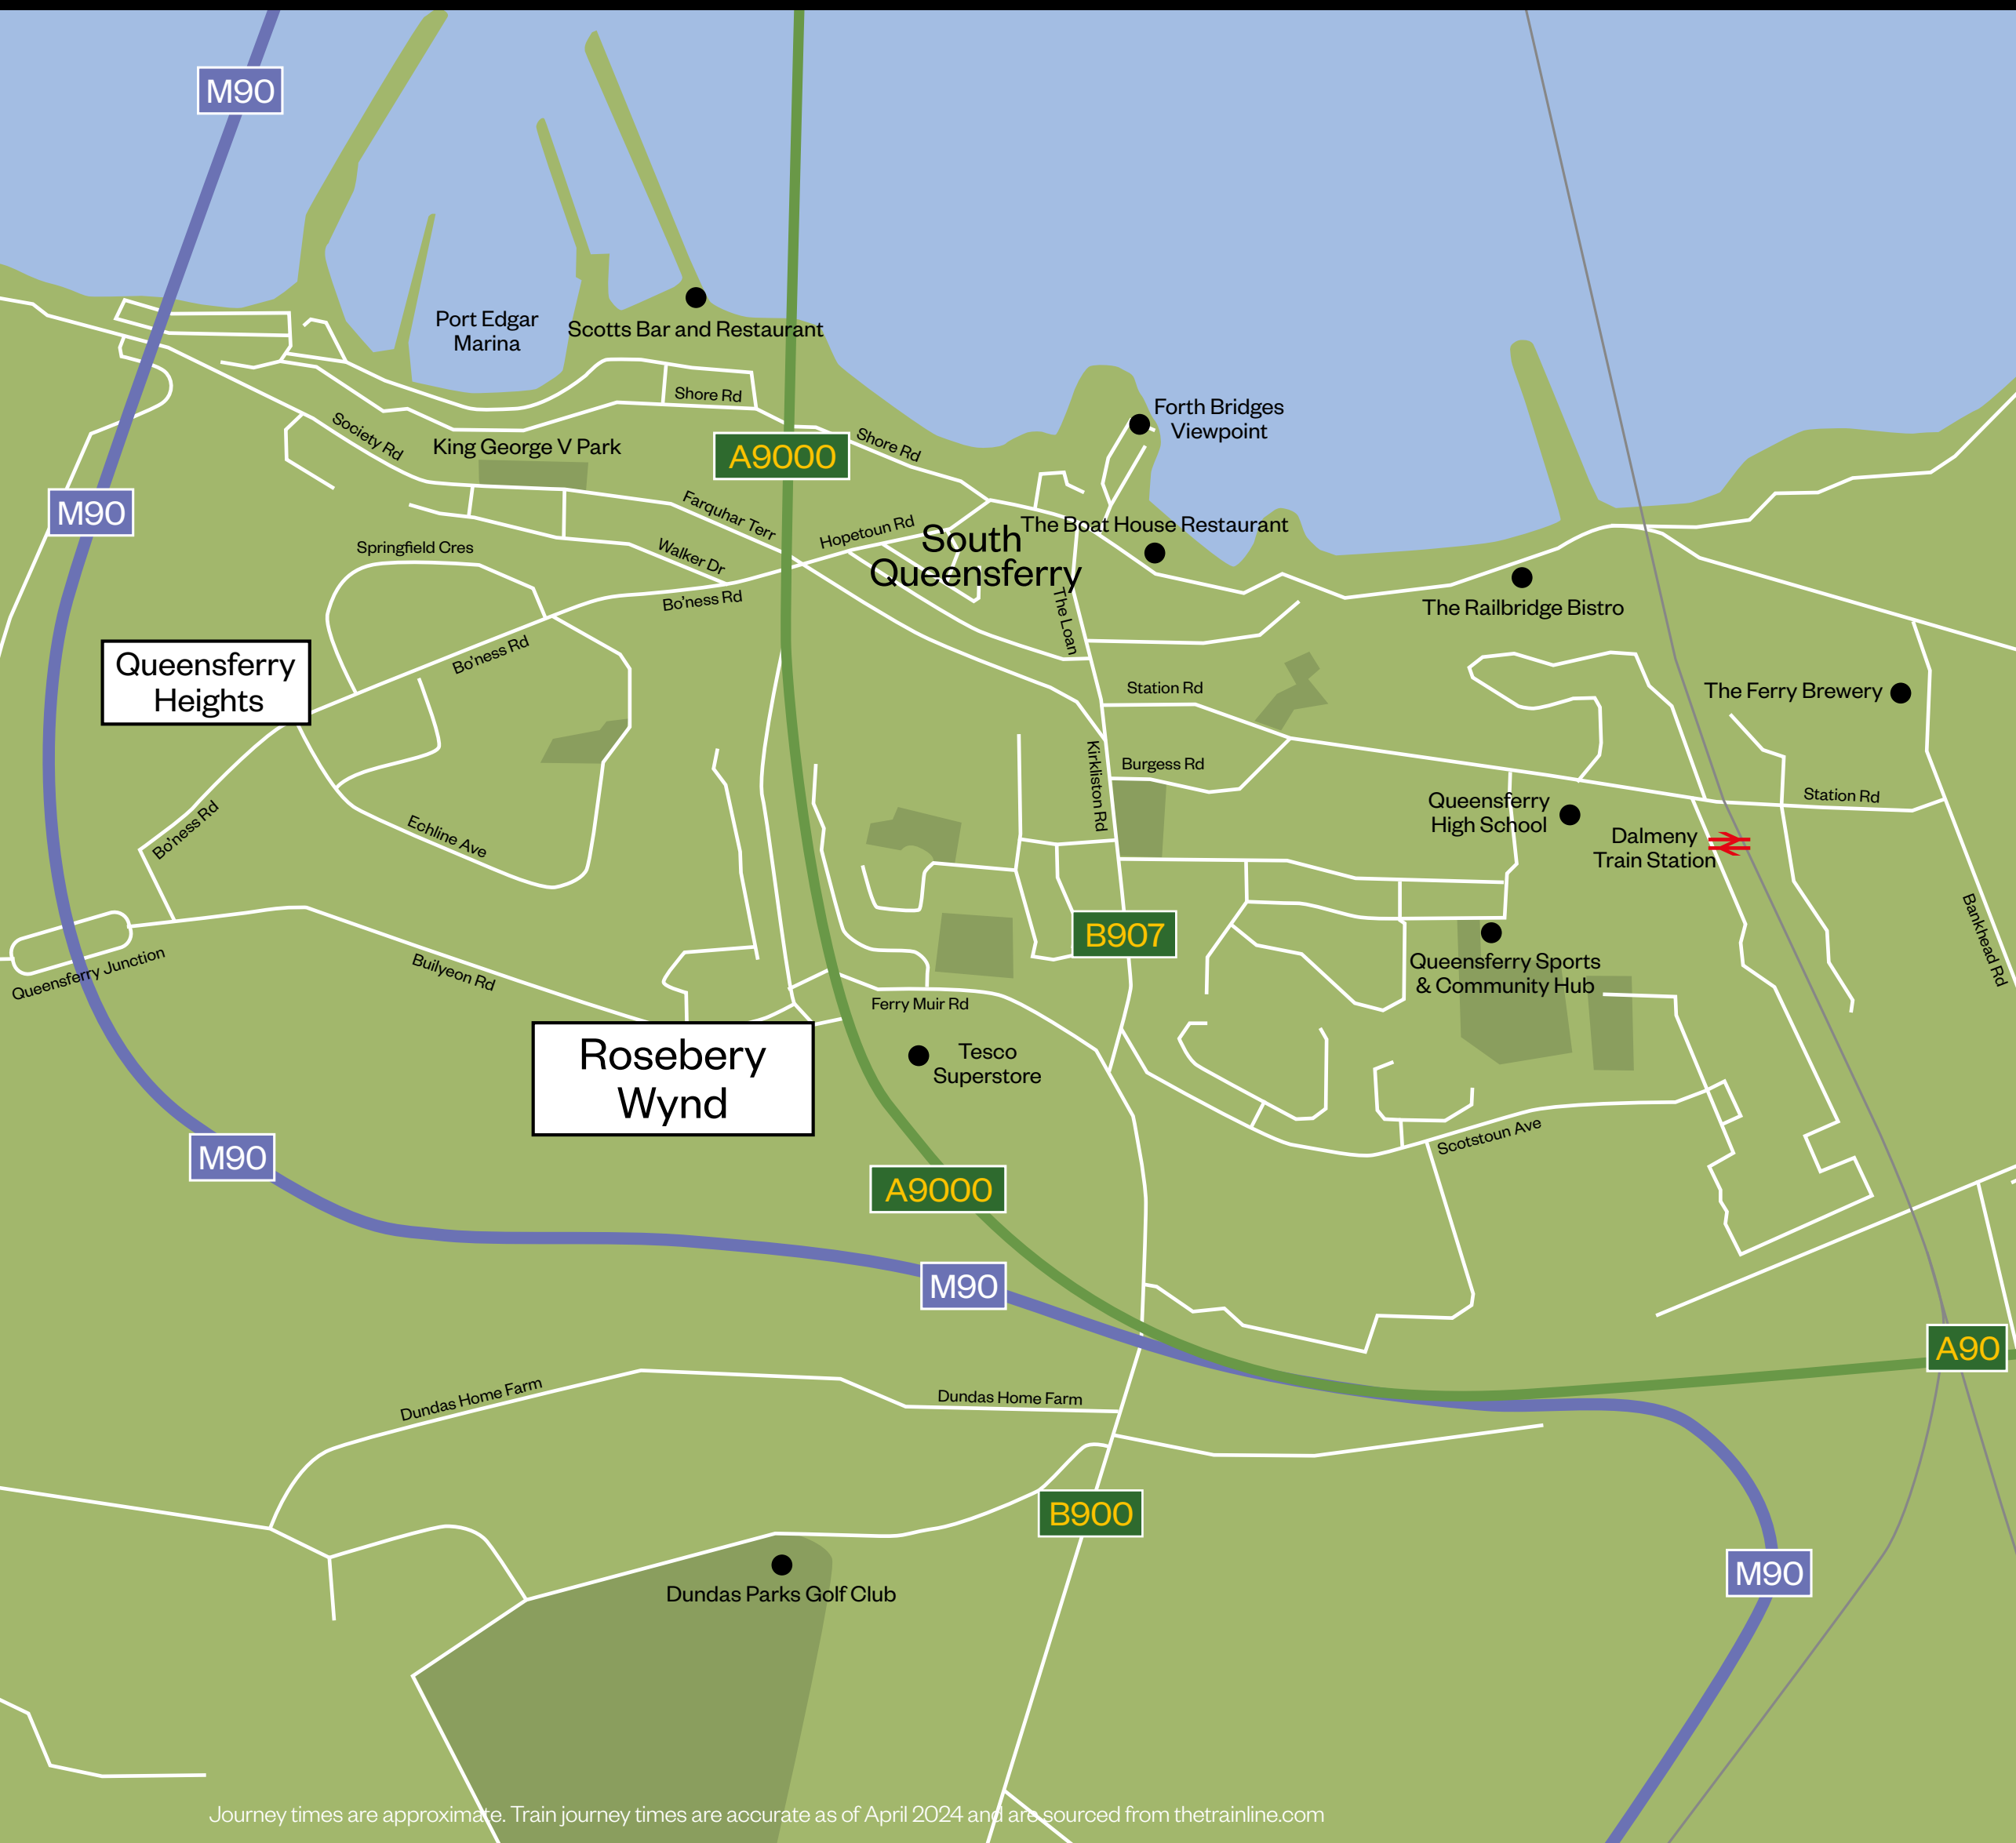 M90
Port Edgar
Marina
Scotts Bar and Restaurant
Shore Rd
Forth Bridges
Viewpoint
Society Rd
King George V Park
A9000
Shore Rd
M90
Farquhar Terr
Hopetoun Rd
The Boat House Restaurant
South
Queensferry
Springfield Cres
Walker Dr
Bo'ness Rd
The Loan
The Railbridge Bistro
Queensferry
Heights
Bo'ness Rd
Station Rd
The Ferry Brewery
Kirkliston Rd
Burgess Rd
Queensferry
High School
Station Rd
Dalmeny
Train Station
Bo'ness Rd
Echline Ave
B907
Bankhead Rd
Queensferry Junction
Builyeon Rd
Queensferry Sports
& Community Hub
Ferry Muir Rd
Rosebery
Wynd
Tesco
Superstore
Scotstoun Ave
M90
A9000
M90
A90
Dundas Home Farm
Dundas Home Farm
B900
M90
Dundas Parks Golf Club
Journey times are approximate. Train journey times are accurate as of April 2024 and are sourced from thetrainline.com